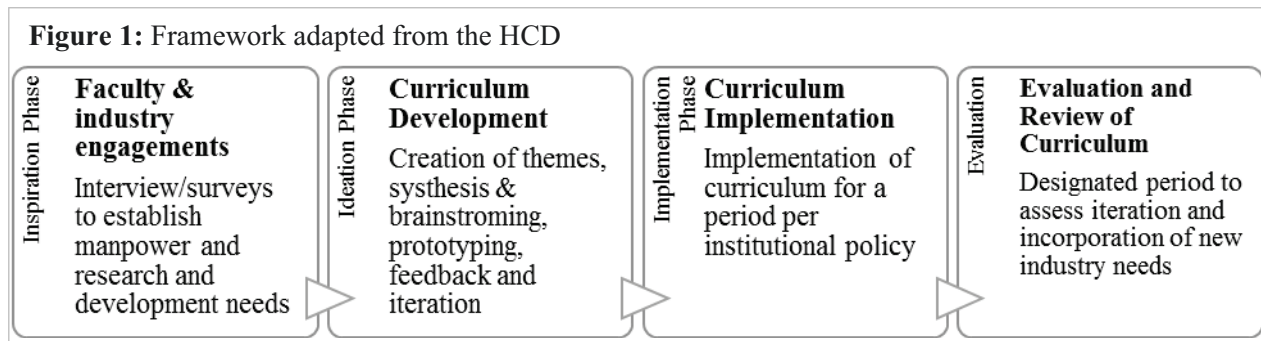 Figure 1: Framework adapted from the HCD
Inspiration Phase
Faculty &
industry
engagements
Interview/surveys
to establish
manpower and
research and
development needs
Ideation Phase
Curriculum
Development
Creation of themes,
systhesis &
brainstroming,
prototyping,
feedback and
iteration
Implementation
Phase
Curriculum
Implementation
Implementation of
curriculum for a
period per
institutional policy
Evaluation
Evaluation and
Review of
Curriculum
Designated period to
assess iteration and
incorporation of new
industry needs